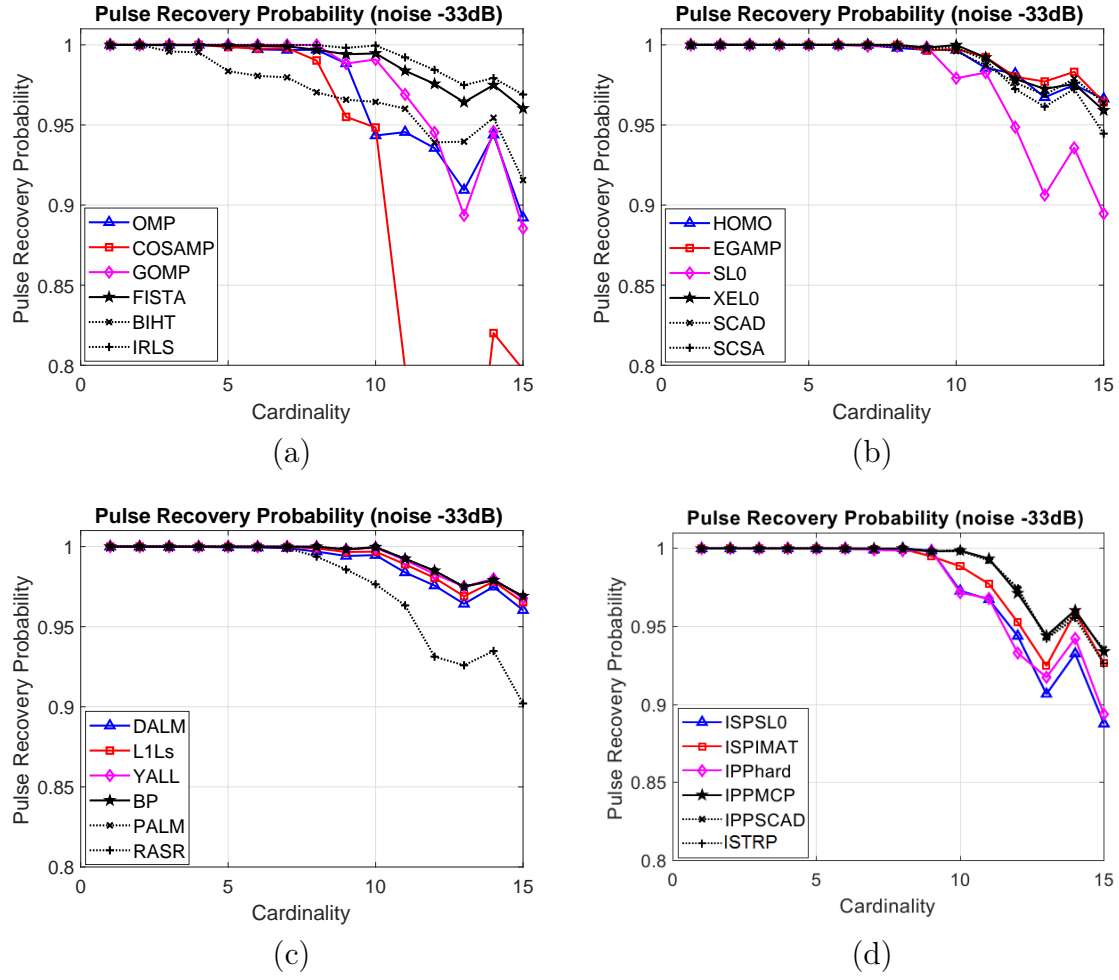 Pulse Recovery Probability (noise -33dB)
Pulse Recovery Probability
1
0.95
0.9
0.85
0.8
OMP
COSAMP
GOMP
FISTA
BIHT
IRLS
0 5 10 15
Cardinality
(a)
Pulse Recovery Probability (noise -33dB)
Pulse Recovery Probability
1
0.95
0.9
0.85
0.8
HOMO
EGAMP
SL0
XEL0
SCAD
SCSA
0 5 10 15
Cardinality
(b)
Pulse Recovery Probability (noise -33dB)
Pulse Recovery Probability
1
0.95
0.9
0.85
0.8
DALM
L1Ls
YALL
BP
PALM
RASR
0 5 10 15
Cardinality
(c)
Pulse Recovery Probability (noise -33dB)
Pulse Recovery Probability
1
0.95
0.9
0.85
0.8
ISPSL0
ISPIMAT
IPPhard
IPPMCP
IPPSCAD
ISTRP
0 5 10 15
Cardinality
(d)